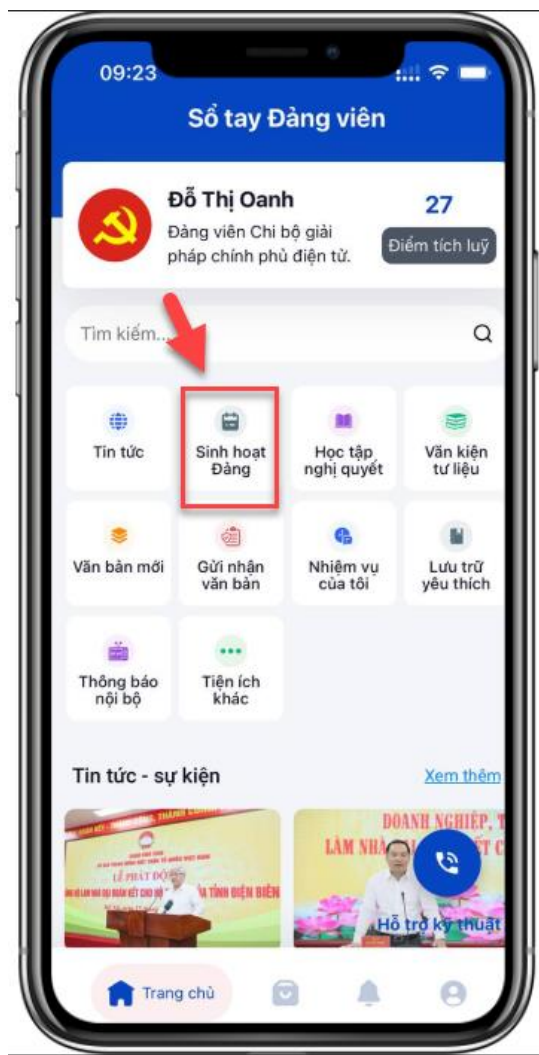 09:23
Sổ tay Đảng viên
Đỗ Thị Oanh
27
Đảng viên Chi bộ giải
pháp chính phủ điện tử.
Điểm tích luỹ
Tìm kiếm...
Tin tức
Sinh hoạt
Đảng
Học tập
nghị quyết
Văn kiện
tư liệu
Văn bản mới
Gửi nhận
văn bản
Nhiệm vụ
của tôi
Lưu trữ
yêu thích
Thông báo
nội bộ
Tiện ích
khác
Tin tức - sự kiện
Xem thêm
LỄ PHÁT ĐỘNG
CỦA TỈNH ĐIỆN BIÊN
DOANH NGHIỆP, T
LÀM NHÀ
Hỗ trợ kỹ thuật
Trang chủ